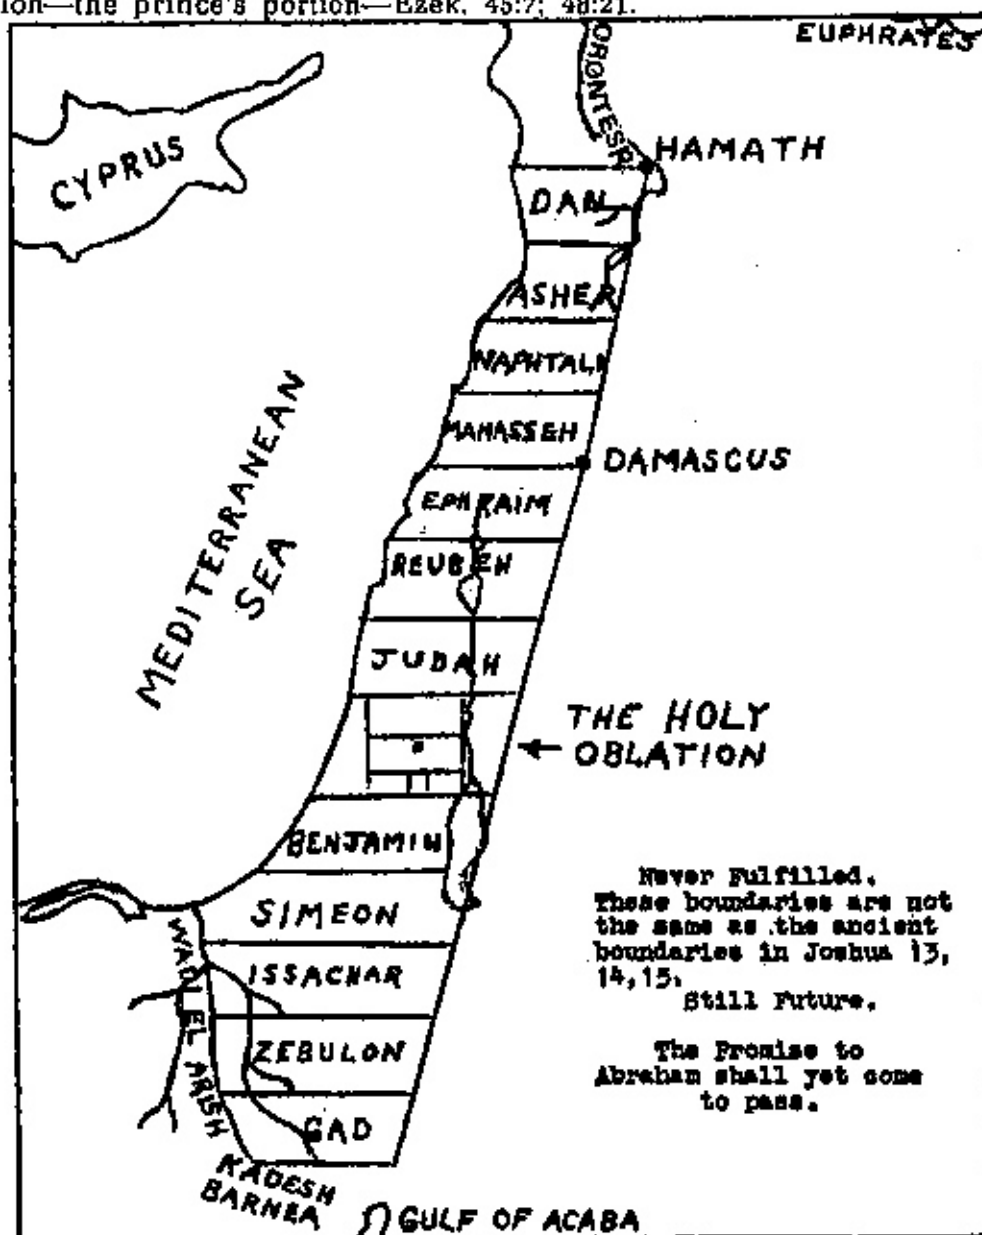 ion—the prince's portion—Ezek. 45:7; 48:21.
EUPHRATES
ORONTES R
HAMATH
CYPRUS
DAN
ASHER
NAPHTALI
MANASSEH
DAMASCUS
EPHRAIM
REUBEN
MEDITERRANEAN
SEA
JUDAH
THE HOLY
OBLATION
BENJAMIN
SIMEON
Never Fulfilled.
These boundaries are not
the same as the ancient
boundaries in Joshua 13,
14,15.
Still Future.
The Promise to
Abraham shall yet come
to pass.
WADI EL ARISH
ISSACHAR
ZEBULON
GAD
KADESH
BARNEA
GULF OF ACABA